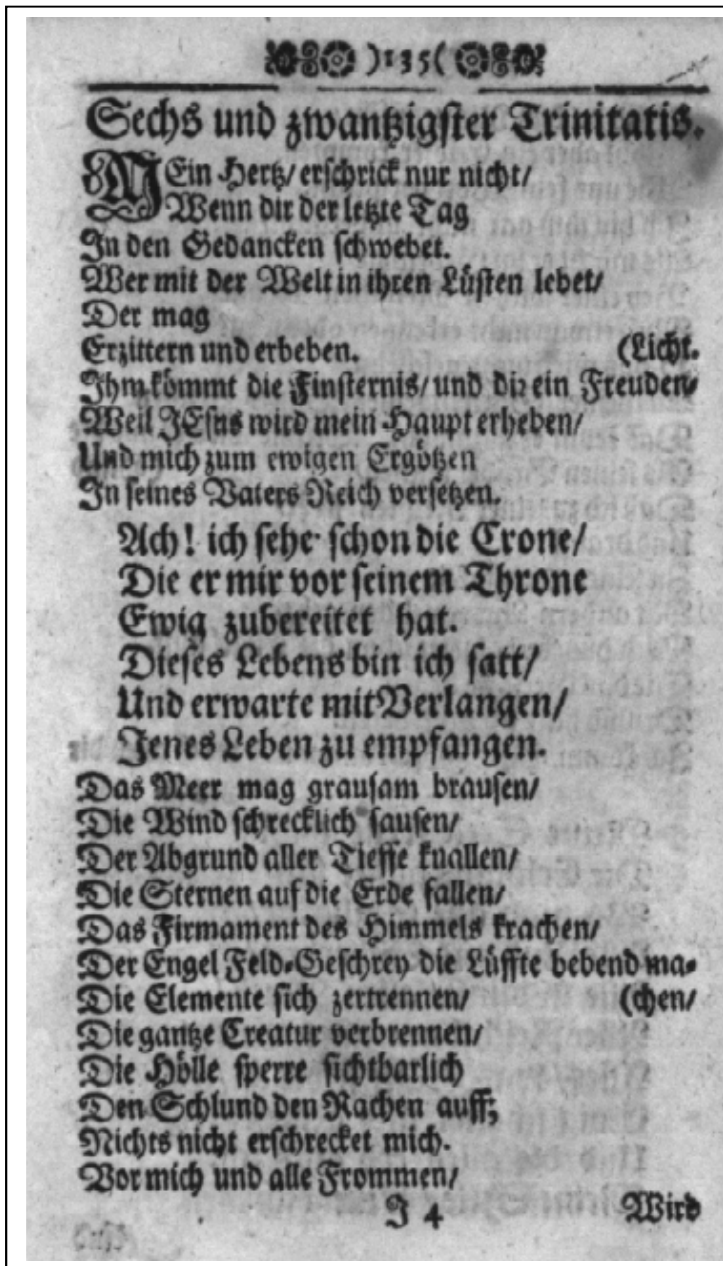 )135(
Sechs und zwantzigster Trinitatis.
MEin Hertz/ erschrick nur nicht/
Wenn dir der letzte Tag
In den Gedancken schwebet.
Wer mit der Welt in ihren Lüsten lebet/
Der mag
Erzittern und erbeben. (Licht.
Ihm kömmt die Finsternis/ und dir ein Freuden-
Weil JEsus wird mein Haupt erheben/
Und mich zum ewigen Ergötzen
In seines Vaters Reich versetzen.
Ach! ich sehe schon die Crone/
Die er mir vor seinem Throne
Ewig zubereitet hat.
Dieses Lebens bin ich satt/
Und erwarte mit Verlangen/
Jenes Leben zu empfangen.
Das Meer mag grausam brausen/
Die Wind schrecklich sausen/
Der Abgrund aller Tieffe knallen/
Die Sternen auf die Erde fallen/
Das Firmament des Himmels krachen/
Der Engel Feld-Geschrey die Lüffte bebend ma-
Die Elemente sich zertrennen/ (chen/
Die gantze Creatur verbrennen/
Die Hölle sperre sichtbarlich
Den Schlund den Rachen auff;
Nichts nicht erschrecket mich.
Vor mich und alle Frommen/
J 4 Wird